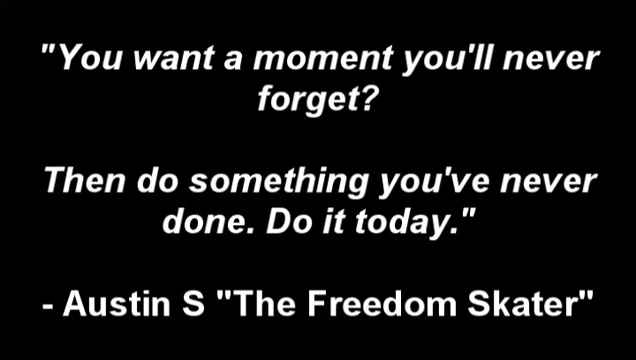 "You want a moment you'll never
forget?
Then do something you've never
done. Do it today."
- Austin S "The Freedom Skater"